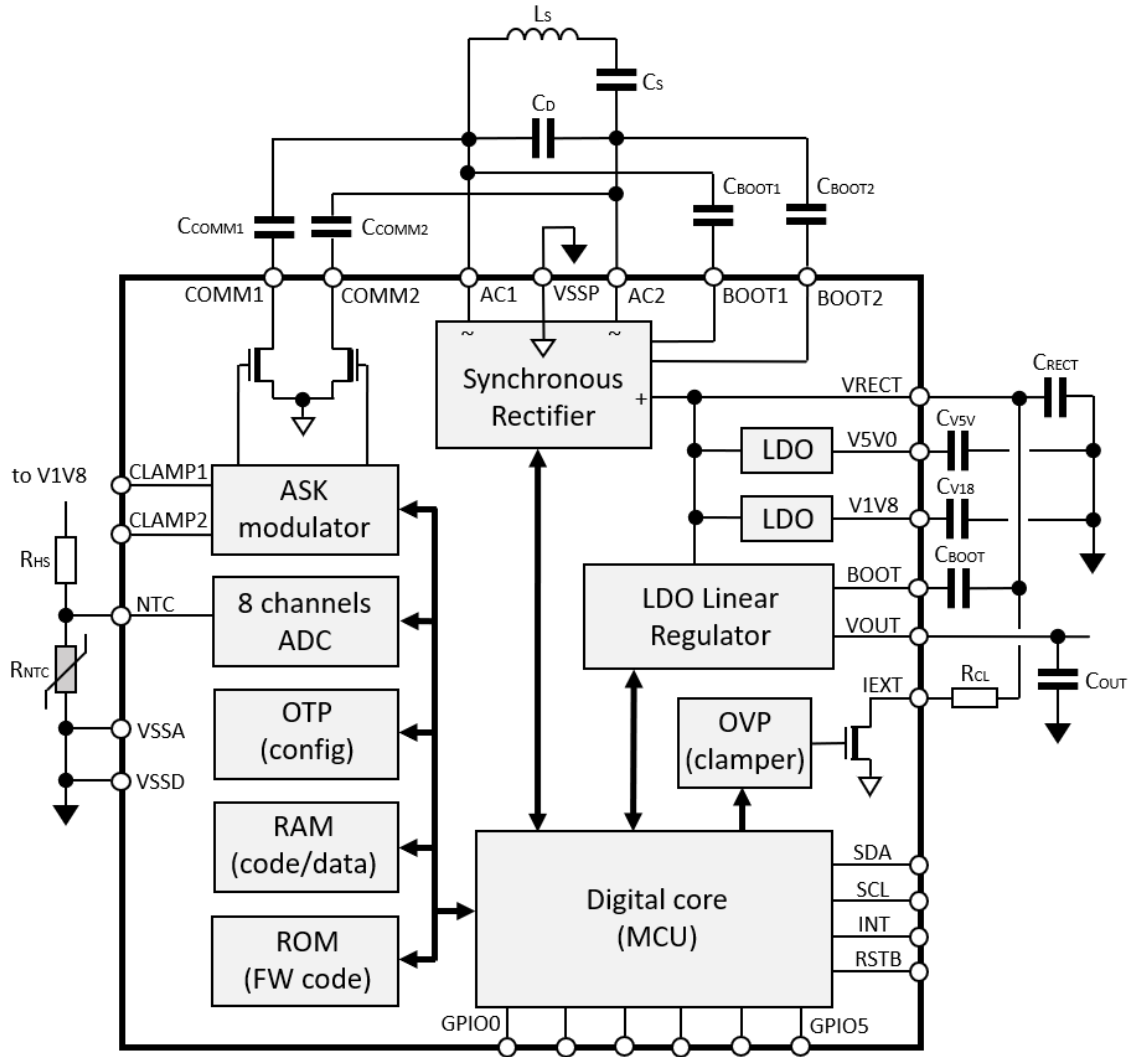 LS
CS
CD
CBOOT1
CBOOT2
CCOMM1
CCOMM2
COMM1
COMM2
AC1
VSSP
AC2
BOOT1
BOOT2
~
~
Synchronous
Rectifier
+
VRECT
CRECT
LDO
V5V0
CV5V
LDO
V1V8
CV18
to V1V8
CLAMP1
CLAMP2
ASK
modulator
RHS
NTC
8 channels
ADC
RNTC
LDO Linear
Regulator
BOOT
CBOOT
VOUT
COUT
IEXT
RCL
OTP
(config)
VSSA
VSSD
OVP
(clamper)
RAM
(code/data)
ROM
(FW code)
Digital core
(MCU)
SDA
SCL
INT
RSTB
GPIO0
GPIO5